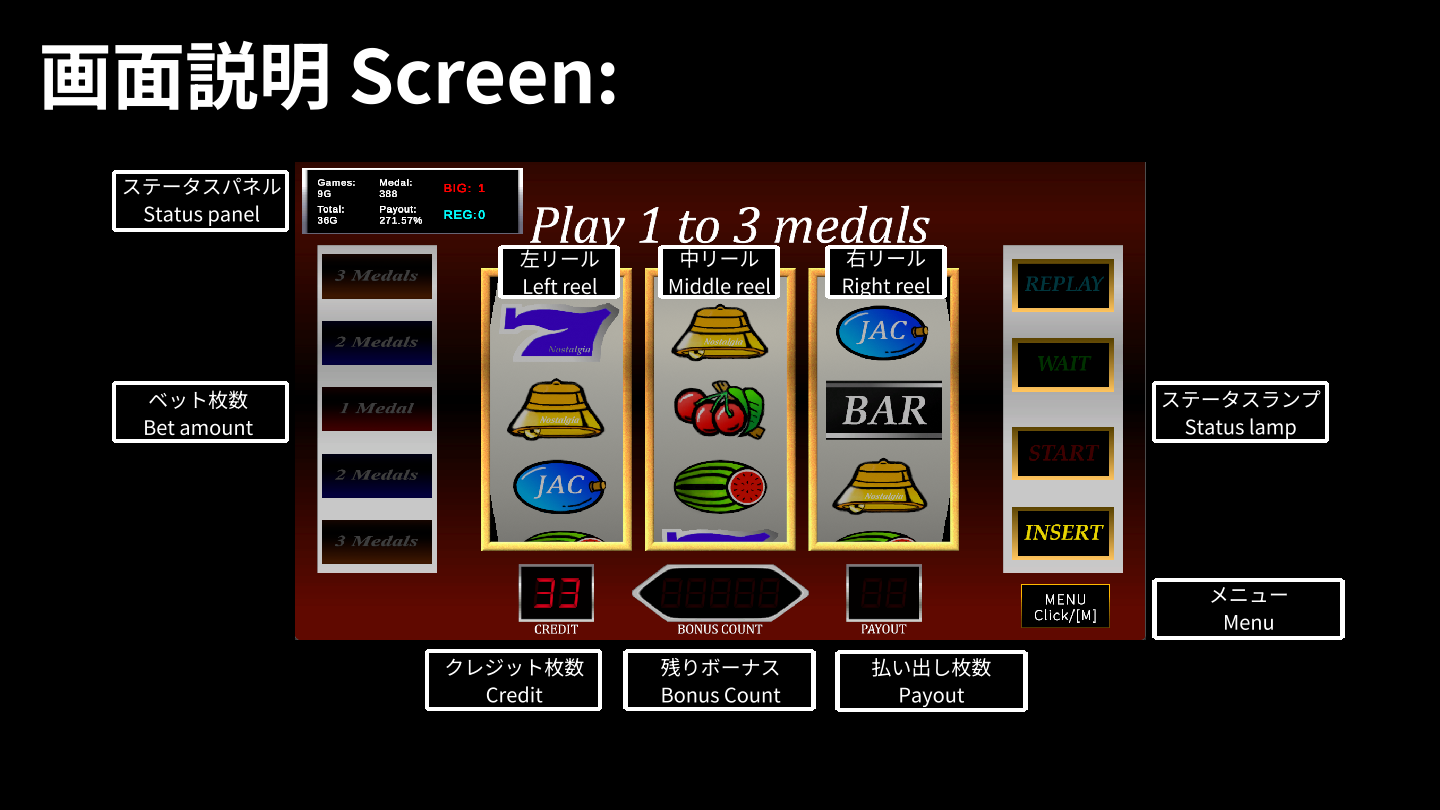 画面説明 Screen:
ステータスパネル
Status panel
Games:
9G
Medal:
388
BIG: 1
Total:
36G
Payout:
271.57%
REG:0
Play 1 to 3 medals
左リール
Left reel
中リール
Middle reel
右リール
Right reel
3 Medals
2 Medals
1 Medal
2 Medals
3 Medals
Nostalgia
Nostalgia
JAC
Nostalgia
BAR
JAC
Nostalgia
REPLAY
WAIT
START
INSERT
ベット枚数
Bet amount
ステータスランプ
Status lamp
33
CREDIT
BONUS COUNT
PAYOUT
MENU
Click/[M]
メニュー
Menu
クレジット枚数
Credit
残りボーナス
Bonus Count
払い出し枚数
Payout